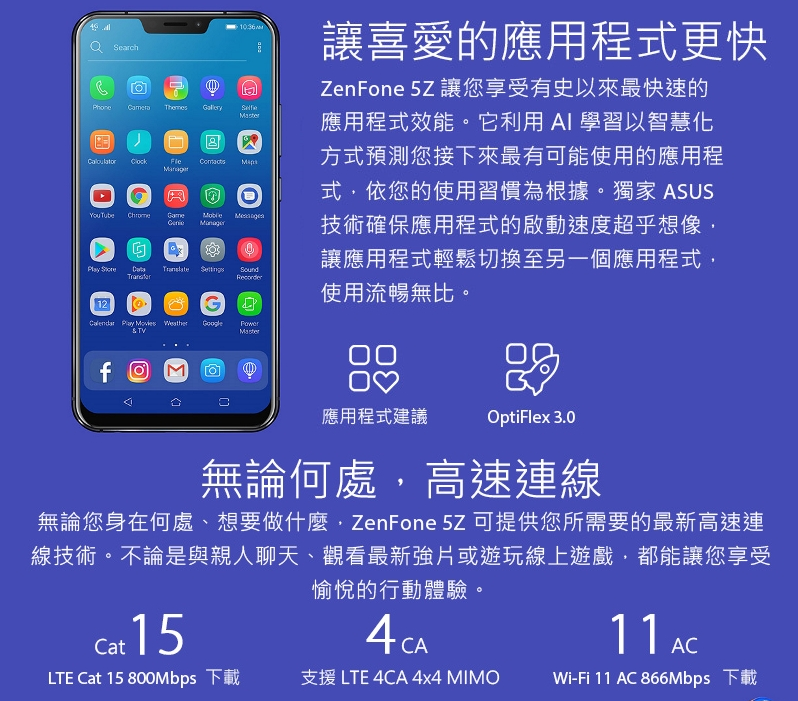 4G
10:36AM
Search
Phone Camera Themes Gallery Selfie Master
Calculator Clock File Manager Contacts Maps
YouTube Chrome Game Genie Mobile Manager Messages
Play Store Data Transfer Translate Settings Sound Recorder
12
Calendar Play Movies & TV Weather Google Power Master
讓喜愛的應用程式更快
ZenFone 5Z 讓您享受有史以來最快速的
應用程式效能。它利用 AI 學習以智慧化
方式預測您接下來最有可能使用的應用程
式，依您的使用習慣為根據。獨家 ASUS
技術確保應用程式的啟動速度超乎想像，
讓應用程式輕鬆切換至另一個應用程式，
使用流暢無比。
應用程式建議
OptiFlex 3.0
無論何處，高速連線
無論您身在何處、想要做什麼，ZenFone 5Z 可提供您所需要的最新高速連
線技術。不論是與親人聊天、觀看最新強片或遊玩線上遊戲，都能讓您享受
愉悅的行動體驗。
Cat 15
LTE Cat 15 800Mbps 下載
4 CA
支援 LTE 4CA 4x4 MIMO
11 AC
Wi-Fi 11 AC 866Mbps 下載